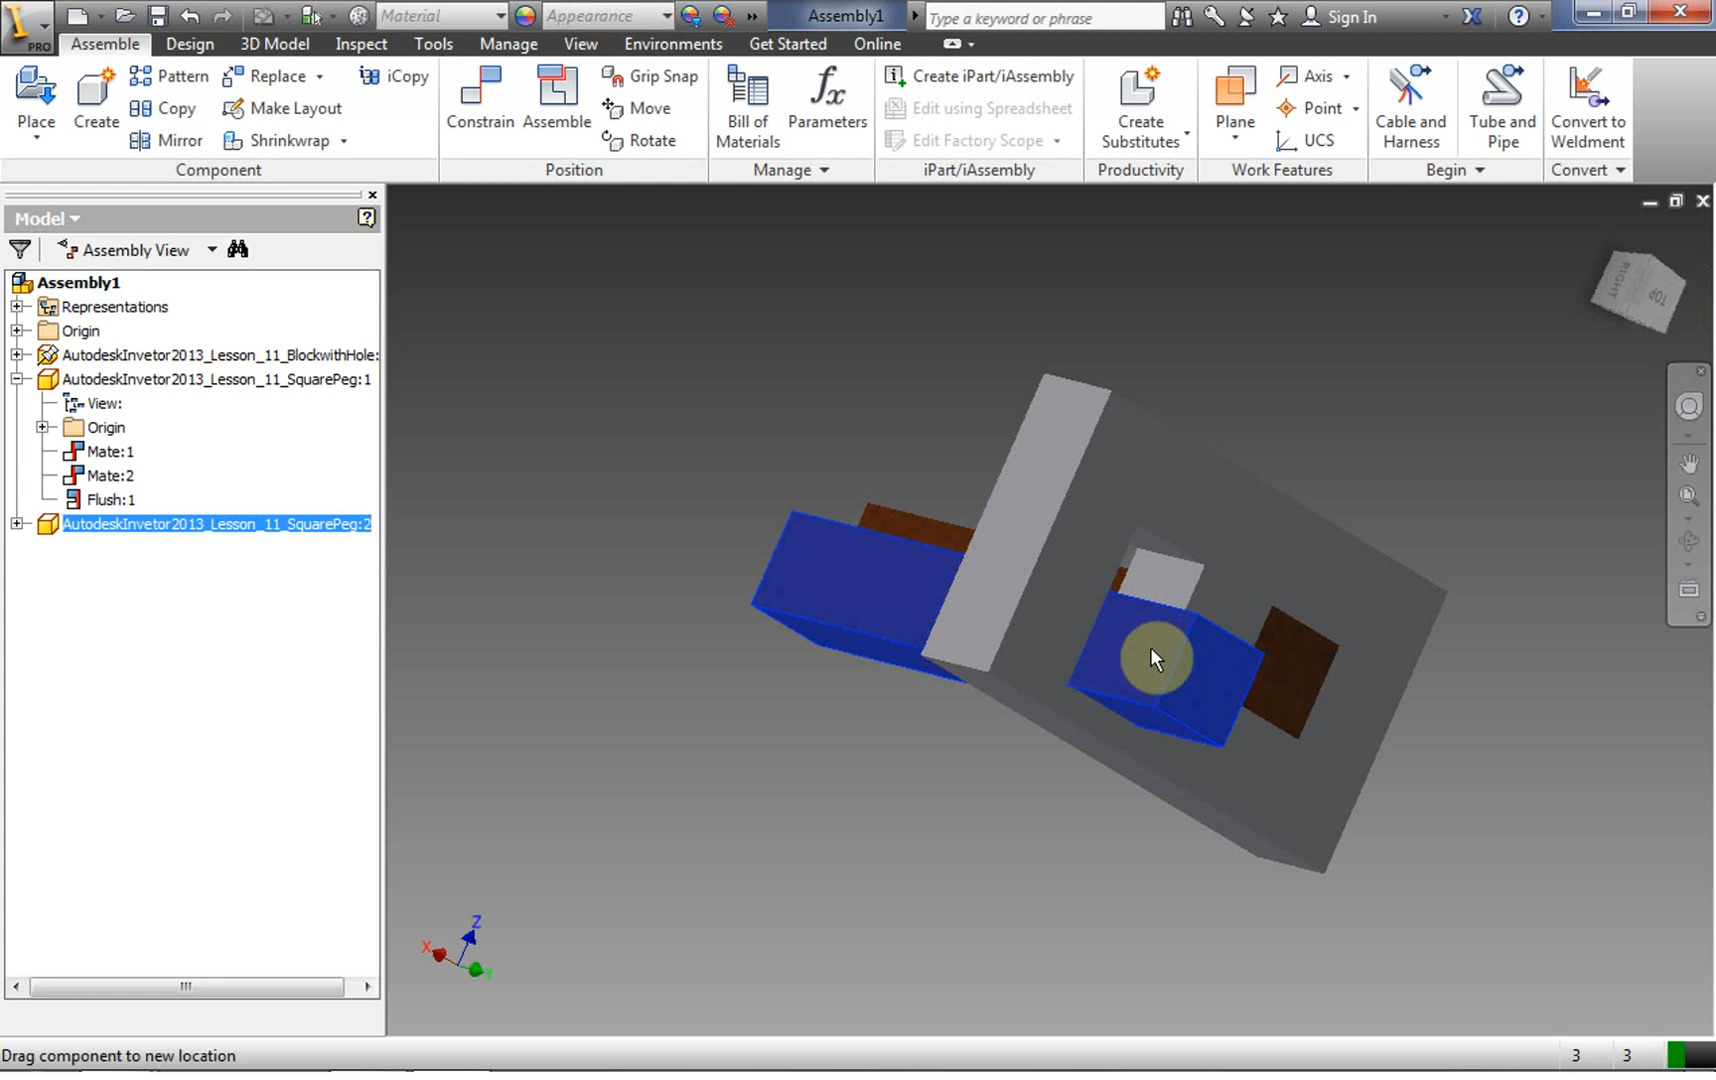 PRO
Material
Appearance
Assembly1
Type a keyword or phrase
Sign In
Assemble
Design
3D Model
Inspect
Tools
Manage
View
Environments
Get Started
Online
Place
Create
Pattern
Copy
Mirror
Replace
Make Layout
Shrinkwrap
iCopy
Constrain
Assemble
Grip Snap
Move
Rotate
Bill of
Materials
fx
Parameters
Create iPart/iAssembly
Edit using Spreadsheet
Edit Factory Scope
Create
Substitutes
Plane
Axis
Point
UCS
Cable and
Harness
Tube and
Pipe
Convert to
Weldment
Component
Position
Manage
iPart/iAssembly
Productivity
Work Features
Begin
Convert
Model
Assembly View
Assembly1
Representations
Origin
AutodeskInvetor2013_Lesson_11_BlockwithHole:
AutodeskInvetor2013_Lesson_11_SquarePeg:1
View:
Origin
Mate:1
Mate:2
Flush:1
AutodeskInvetor2013_Lesson_11_SquarePeg:2
RIGHT
TOP
Z
X
Y
Drag component to new location
3
3